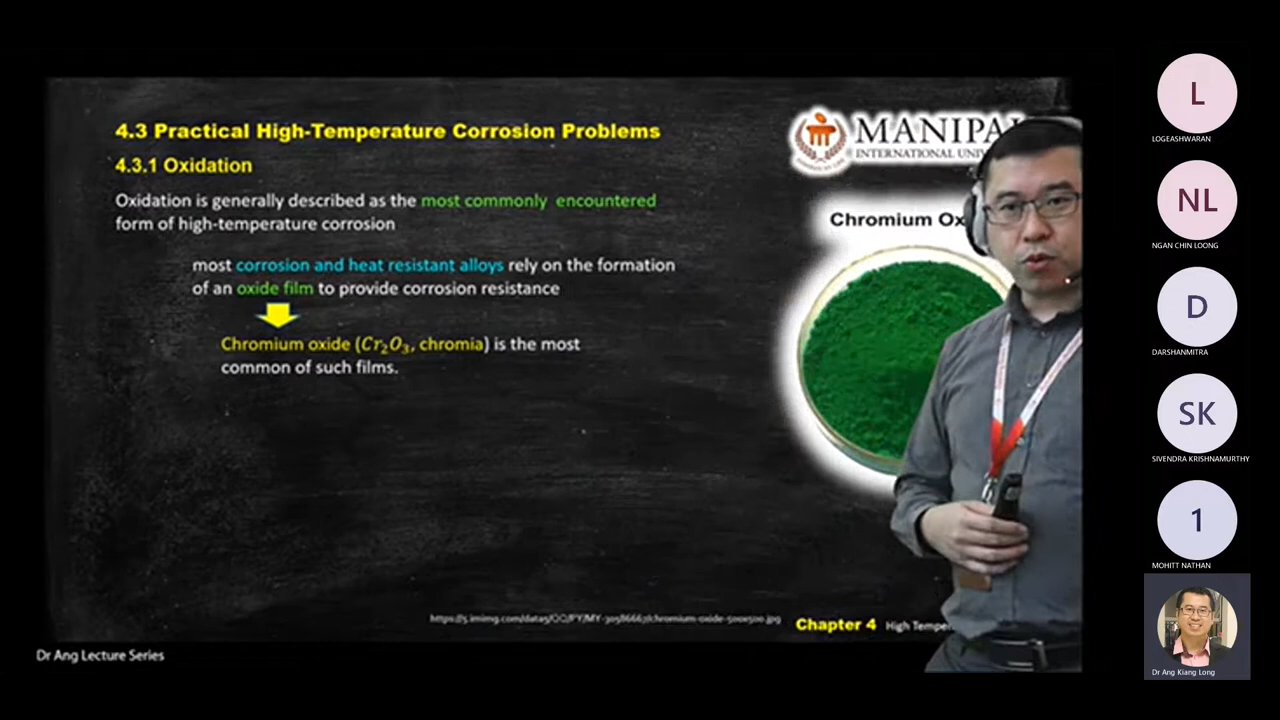 4.3 Practical High-Temperature Corrosion Problems
4.3.1 Oxidation
Oxidation is generally described as the most commonly encountered
form of high-temperature corrosion
most corrosion and heat resistant alloys rely on the formation
of an oxide film to provide corrosion resistance
Chromium oxide (Cr₂O₃, chromia) is the most
common of such films.
MANIPAL
INTERNATIONAL
Chromium
Chapter 4 High
Dr Ang Lecture Series
L
LOGEASHWARAN
NL
NGAN CHIN LOONG
D
DARSHANMITRA
SK
SIVENDRA KRISHNAMURTHY
1
MOHITT NATHAN
Dr Ang Kiang Long